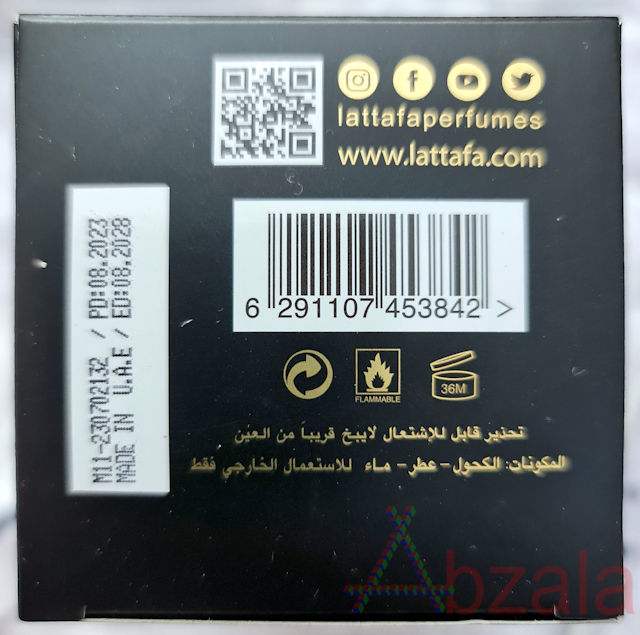 lattafaperfumes
www.lattafa.com
M11-230702132 / PD:08.2023
MADE IN U.A.E / ED:08.2028
6 291107 453842 >
FLAMMABLE
36M
تحذير قابل للإشتعال لايبخ قريباً من العين
المكونات: الكحول - عطر - ماء للاستعمال الخارجي فقط
Abzala